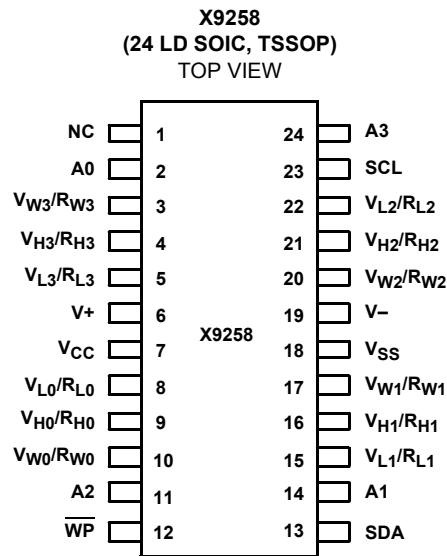 X9258
(24 LD SOIC, TSSOP)
TOP VIEW
NC 1 24 A3
A0 2 23 SCL
VW3/RW3 3 22 VL2/RL2
VH3/RH3 4 21 VH2/RH2
VL3/RL3 5 20 VW2/RW2
V+ 6 19 V–
X9258
VCC 7 18 VSS
VL0/RL0 8 17 VW1/RW1
VH0/RH0 9 16 VH1/RH1
VW0/RW0 10 15 VL1/RL1
A2 11 14 A1
WP 12 13 SDA